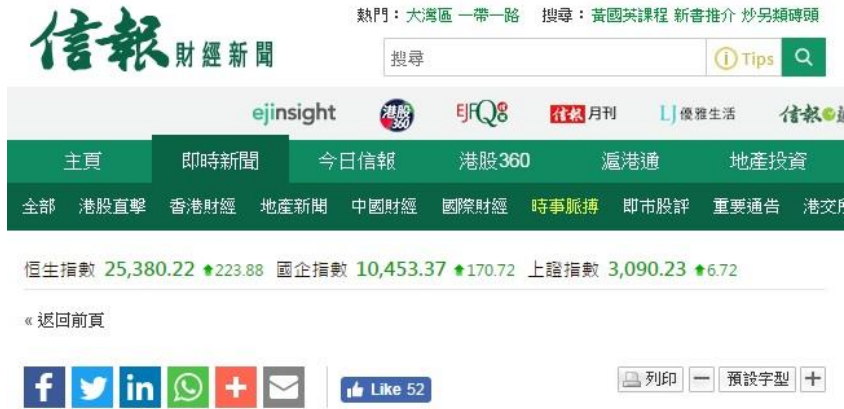 熱門：大灣區 一帶一路 搜尋：黃國英課程 新書推介 炒另類磚頭
信報 財經新聞
搜尋 i Tips
ejinsight 港股360 EJFQ 信報月刊 LJ優雅生活 信報
主頁 即時新聞 今日信報 港股360 滬港通 地產投資
全部 港股直擊 香港財經 地產新聞 中國財經 國際財經 時事脈搏 即市股評 重要通告 港交
恒生指數 25,380.22 223.88 國企指數 10,453.37 170.72 上證指數 3,090.23 6.72
« 返回前頁
f in + Like 52 列印 − 預設字型 +